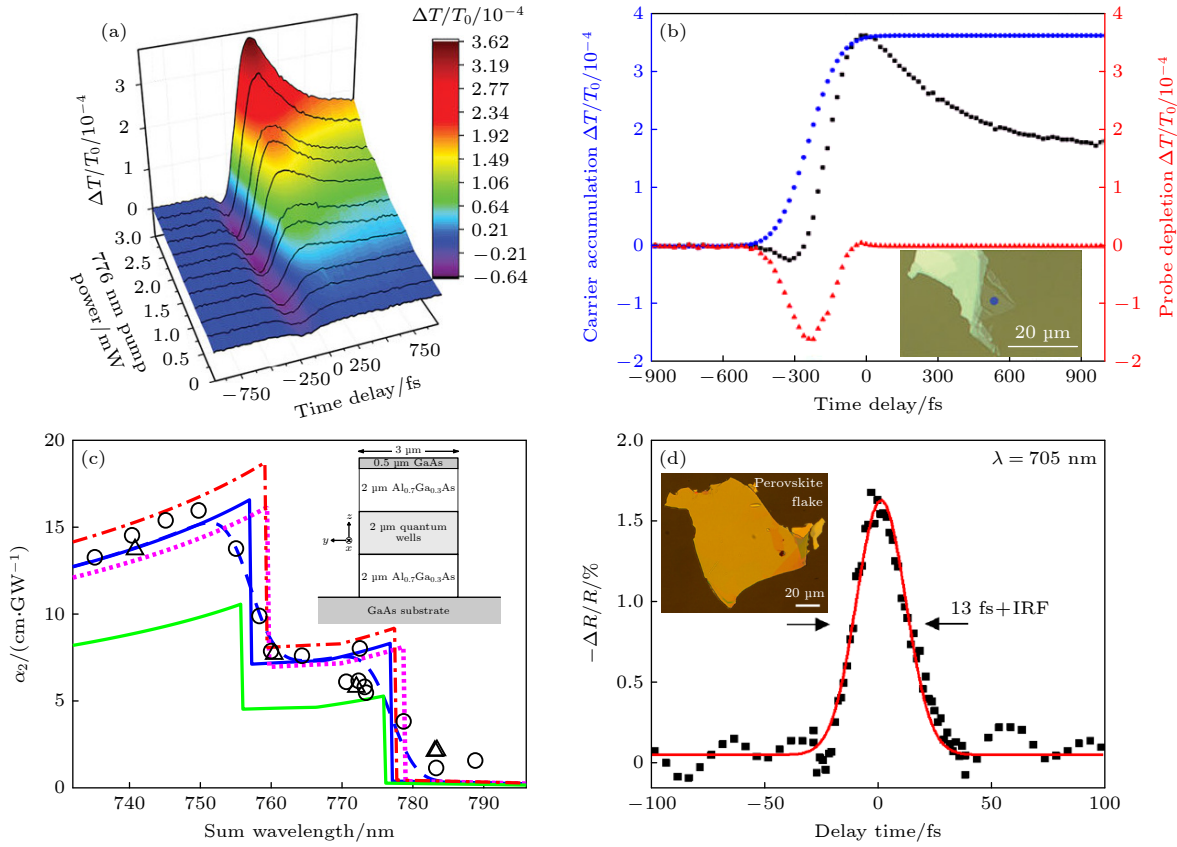 (a)
ΔT/T₀/10⁻⁴
3.62
3.19
2.77
2.34
1.92
1.49
1.06
0.64
0.21
−0.21
−0.64
ΔT/T₀/10⁻⁴
3
2
1
0
3.0
2.5
2.0
1.5
1.0
0.5
0
776 nm pump
power/mW
−750
−250
0
250
750
Time delay/fs
(b)
Carrier accumulation ΔT/T₀/10⁻⁴
4
3
2
1
0
−1
−2
Probe depletion ΔT/T₀/10⁻⁴
4
3
2
1
0
−1
−2
20 µm
−900 −600 −300 0 300 600 900
Time delay/fs
(c)
α₂/(cm·GW⁻¹)
20
15
10
5
0
3 µm
0.5 µm GaAs
2 µm Al₀.₇Ga₀.₃As
2 µm quantum
wells
2 µm Al₀.₇Ga₀.₃As
GaAs substrate
z
y
x
740 750 760 770 780 790
Sum wavelength/nm
(d)
λ = 705 nm
Perovskite
flake
20 µm
13 fs+IRF
−ΔR/R/%
2.0
1.5
1.0
0.5
0
−100 −50 0 50 100
Delay time/fs